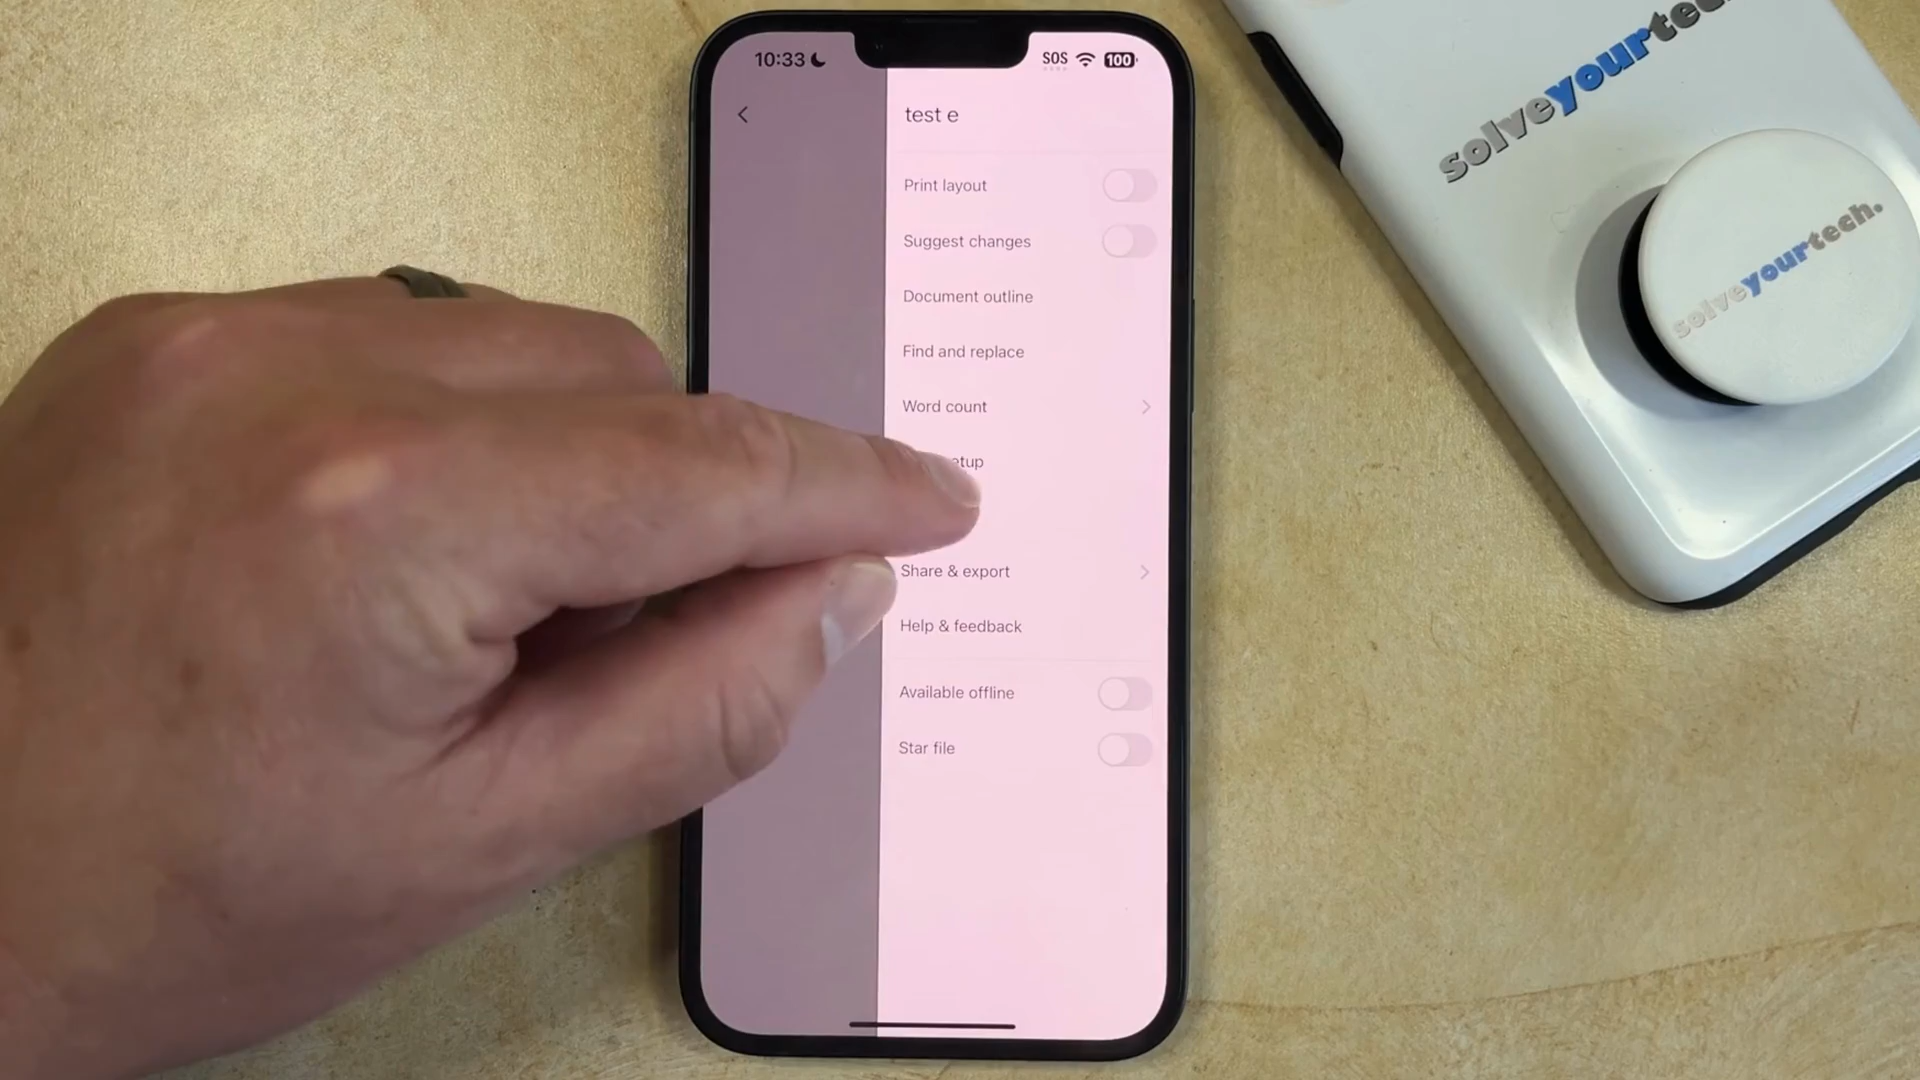 10:33
SOS
100
test e
Print layout
Suggest changes
Document outline
Find and replace
Word count
etup
Share & export
Help & feedback
Available offline
Star file
solveyourtech
solveyourtech.